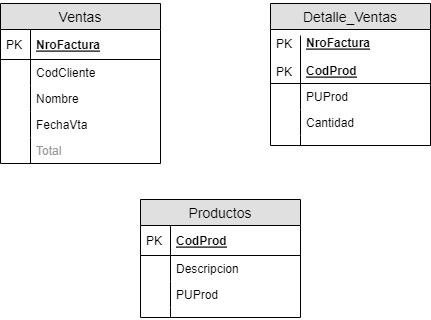 Ventas
PK NroFactura
CodCliente
Nombre
FechaVta
Total
Detalle_Ventas
PK NroFactura
PK CodProd
PUProd
Cantidad
Productos
PK CodProd
Descripcion
PUProd